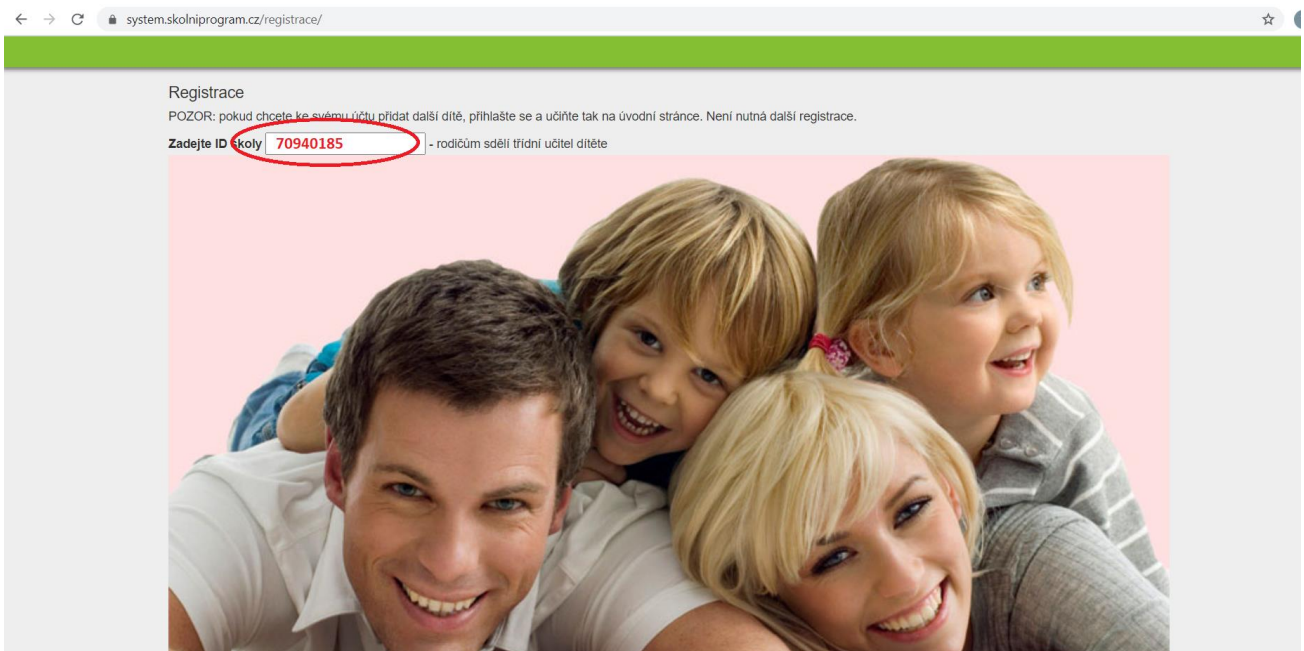 system.skolniprogram.cz/registrace/
Registrace
POZOR: pokud chcete ke svému účtu přidat další dítě, přihlašte se a učiňte tak na úvodní stránce. Není nutná další registrace.
Zadejte ID školy 70940185 - rodičům sdělí třídní učitel dítěte